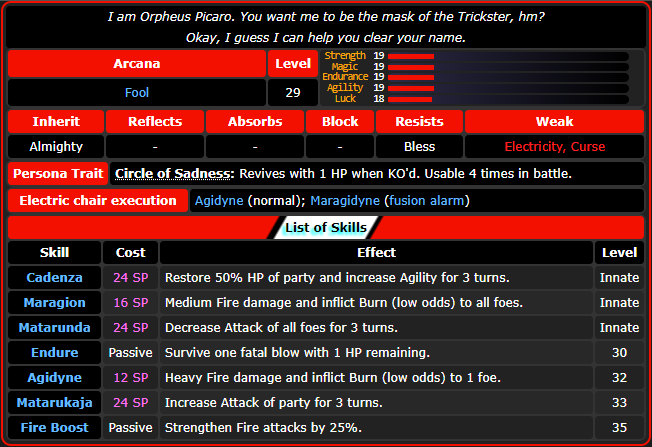 I am Orpheus Picaro. You want me to be the mask of the Trickster, hm?
Okay, I guess I can help you clear your name.
Arcana Level
Fool 29
Strength 19
Magic 19
Endurance 19
Agility 19
Luck 18
Inherit Reflects Absorbs Block Resists Weak
Almighty - - - Bless Electricity, Curse
Persona Trait Circle of Sadness: Revives with 1 HP when KO'd. Usable 4 times in battle.
Electric chair execution Agidyne (normal); Maragidyne (fusion alarm)
List of Skills
Skill Cost Effect Level
Cadenza 24 SP Restore 50% HP of party and increase Agility for 3 turns. Innate
Maragion 16 SP Medium Fire damage and inflict Burn (low odds) to all foes. Innate
Matarunda 24 SP Decrease Attack of all foes for 3 turns. Innate
Endure Passive Survive one fatal blow with 1 HP remaining. 30
Agidyne 12 SP Heavy Fire damage and inflict Burn (low odds) to 1 foe. 32
Matarukaja 24 SP Increase Attack of party for 3 turns. 33
Fire Boost Passive Strengthen Fire attacks by 25%. 35